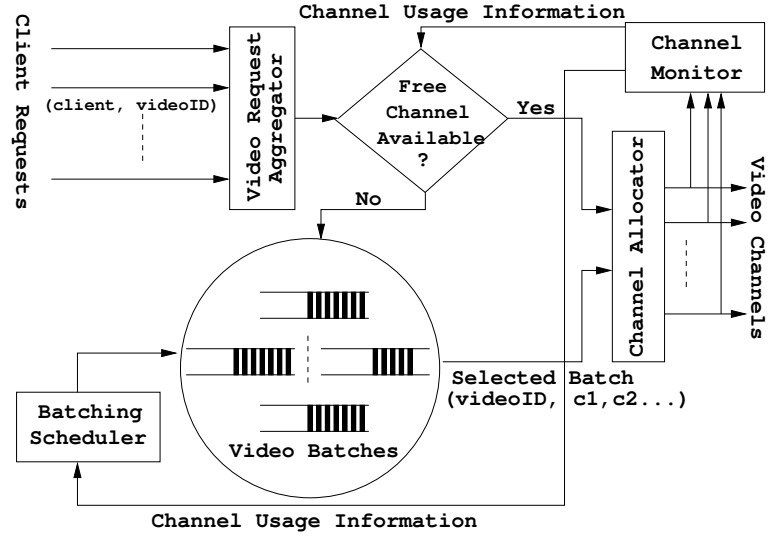 Channel Usage Information
Client Requests
(client, videoID)
Video Request
Aggregator
Free
Channel
Available
?
Yes
No
Channel
Monitor
Channel Allocator
Video Channels
Selected Batch
(videoID, c1,c2...)
Batching
Scheduler
Video Batches
Channel Usage Information